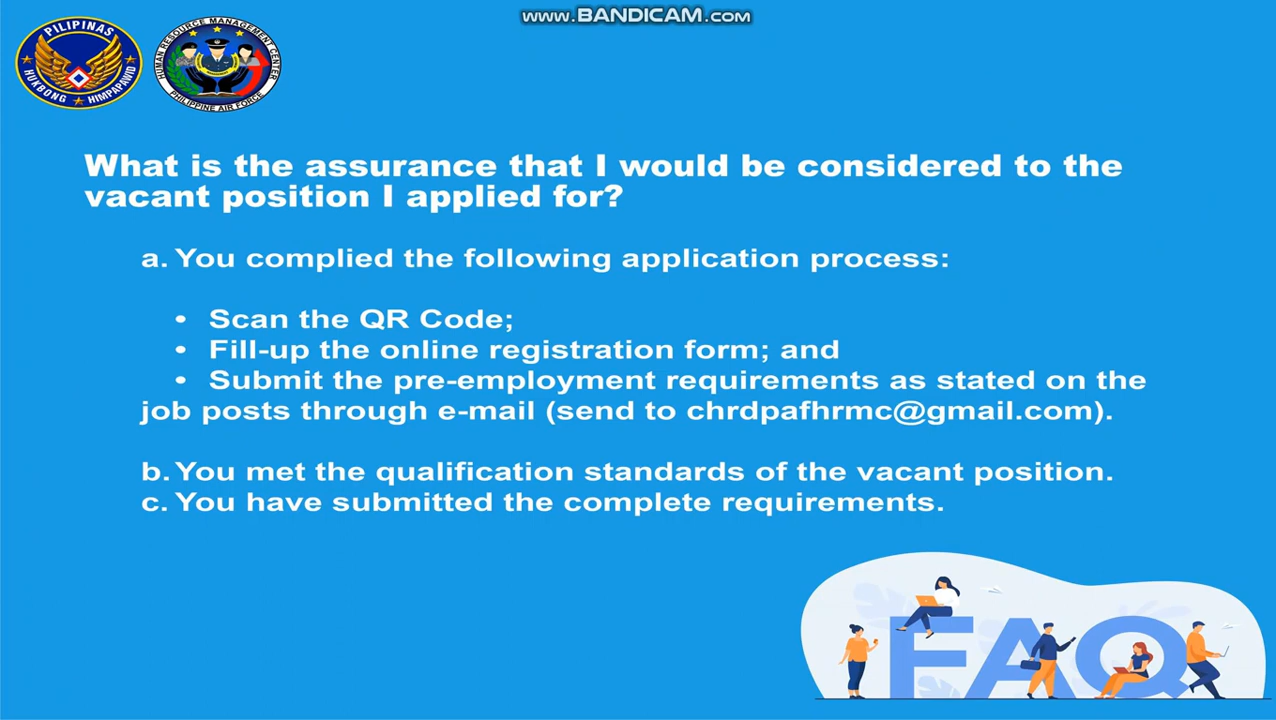 www.BANDICAM.com
PILIPINAS
HUKBONG HIMPAPAWID
HUMAN RESOURCE MANAGEMENT CENTER
PHILIPPINE AIR FORCE
What is the assurance that I would be considered to the
vacant position I applied for?
a. You complied the following application process:
• Scan the QR Code;
• Fill-up the online registration form; and
• Submit the pre-employment requirements as stated on the
job posts through e-mail (send to chrdpafhrmc@gmail.com).
b. You met the qualification standards of the vacant position.
c. You have submitted the complete requirements.
FAQ